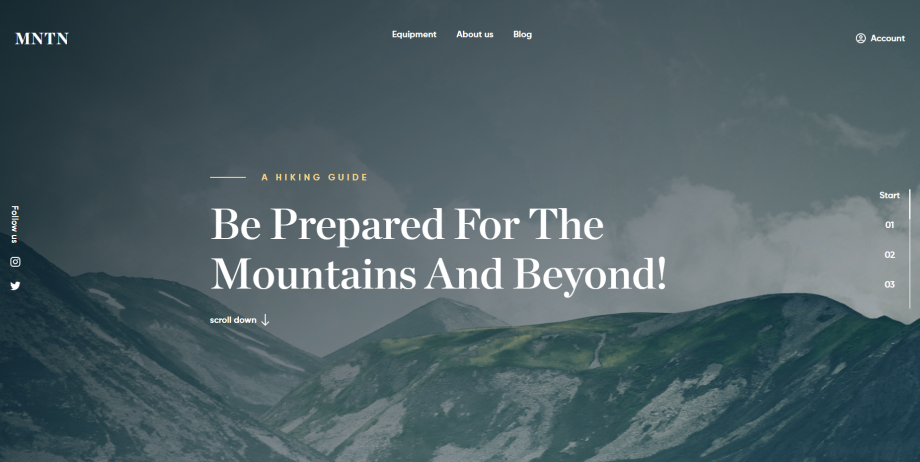 MNTN
Equipment
About us
Blog
Account
A HIKING GUIDE
Be Prepared For The
Mountains And Beyond!
scroll down
Follow us
Start
01
02
03